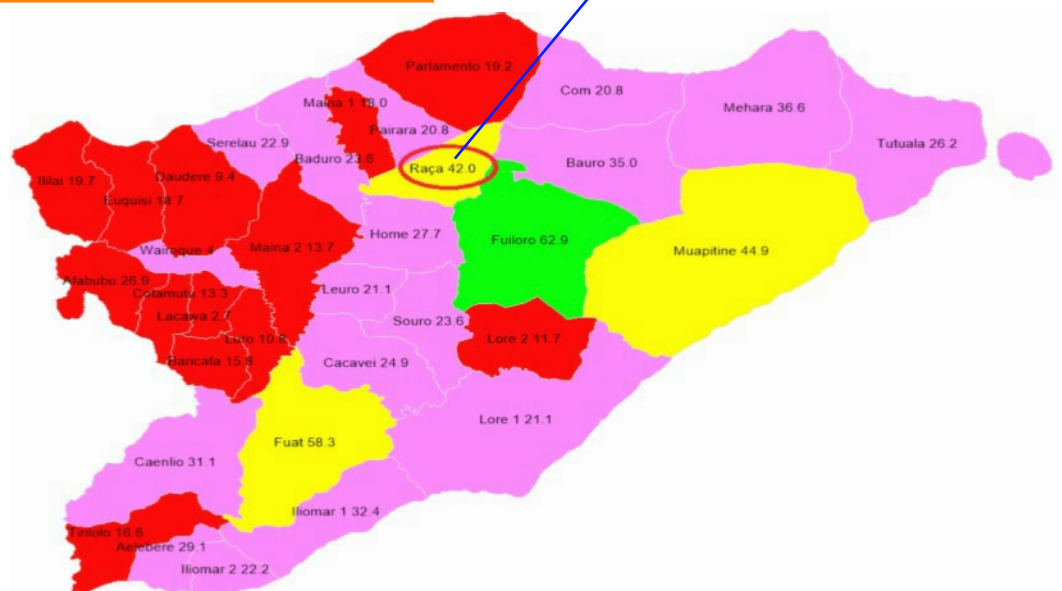 Parlamento 19.2
Com 20.8
Mehara 36.6
Maina 1 18.0
Pairara 20.8
Serelau 22.9
Tutuala 26.2
Baduro 23.6
Raça 42.0
Bauro 35.0
Daudere 9.4
Ililai 19.7
Euquisi 18.7
Home 27.7
Fuiloro 62.9
Maina 2 13.7
Muapitine 44.9
Afabubu 26.9
Leuro 21.1
Cotamutu 13.3
Lacawa 2.7
Souro 23.6
Luro 10.8
Lore 2 11.7
Baricafa 15.8
Cacavei 24.9
Lore 1 21.1
Fuat 58.3
Caenlio 31.1
Iliomar 1 32.4
Tirilolo 16.6
Aelebere 29.1
Iliomar 2 22.2